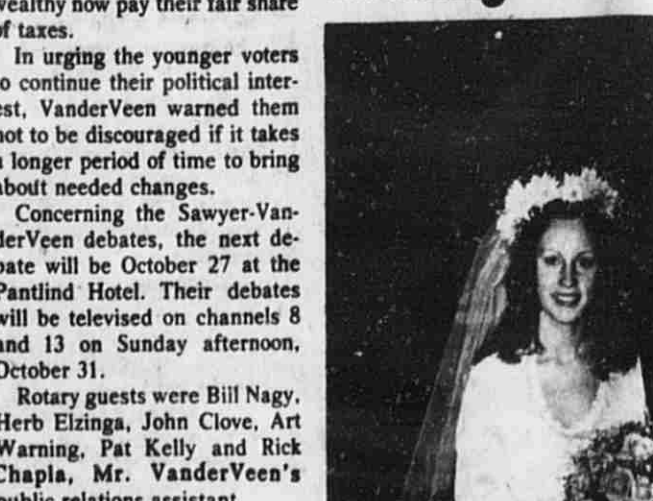 wealthy now pay their fair share
of taxes.
In urging the younger voters
to continue their political inter-
est, VanderVeen warned them
not to be discouraged if it takes
a longer period of time to bring
about needed changes.
Concerning the Sawyer-Van-
derVeen debates, the next de-
bate will be October 27 at the
Pantlind Hotel. Their debates
will be televised on channels 8
and 13 on Sunday afternoon,
October 31.
Rotary guests were Bill Nagy,
Herb Elzinga, John Clove, Art
Warning, Pat Kelly and Rick
Chapla, Mr. VanderVeen's
public relations assistant.